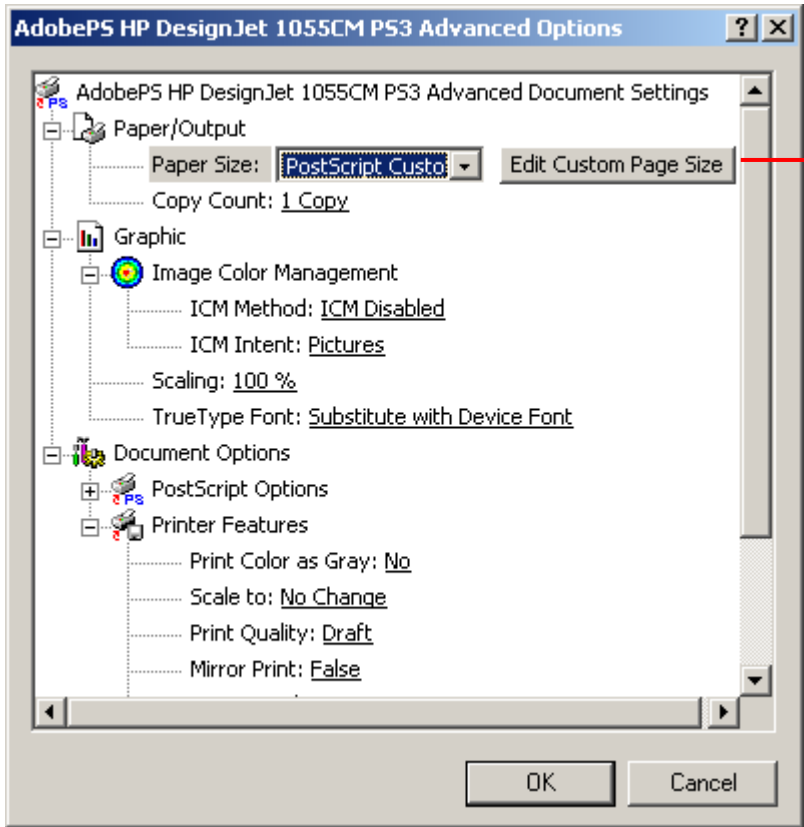 AdobePS HP DesignJet 1055CM PS3 Advanced Options
AdobePS HP DesignJet 1055CM PS3 Advanced Document Settings
Paper/Output
Paper Size: PostScript Custo Edit Custom Page Size
Copy Count: 1 Copy
Graphic
Image Color Management
ICM Method: ICM Disabled
ICM Intent: Pictures
Scaling: 100 %
TrueType Font: Substitute with Device Font
Document Options
PS PostScript Options
Printer Features
Print Color as Gray: No
Scale to: No Change
Print Quality: Draft
Mirror Print: False
OK Cancel